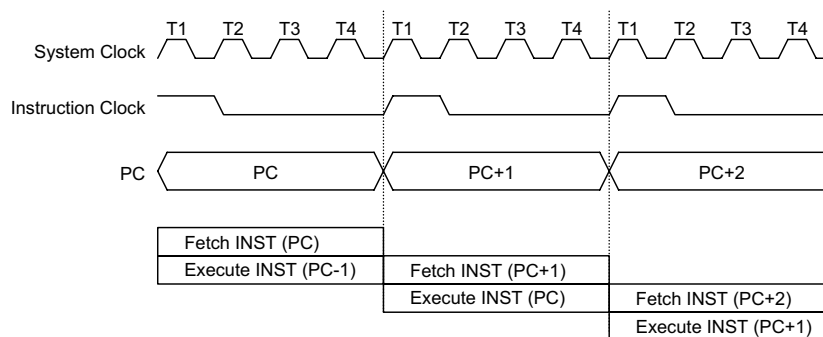 T1 T2 T3 T4 T1 T2 T3 T4 T1 T2 T3 T4
System Clock
Instruction Clock
PC PC PC+1 PC+2
Fetch INST (PC)
Execute INST (PC-1) Fetch INST (PC+1)
Execute INST (PC) Fetch INST (PC+2)
Execute INST (PC+1)